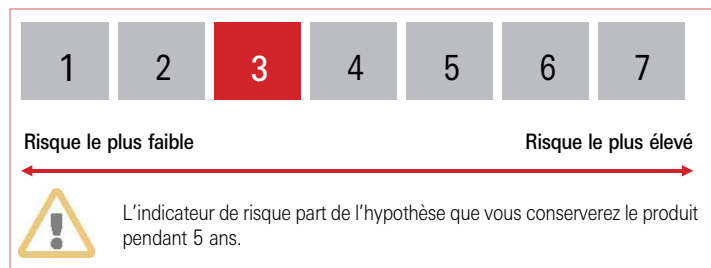 1 2 3 4 5 6 7
Risque le plus faible Risque le plus élevé
L'indicateur de risque part de l'hypothèse que vous conserverez le produit
pendant 5 ans.